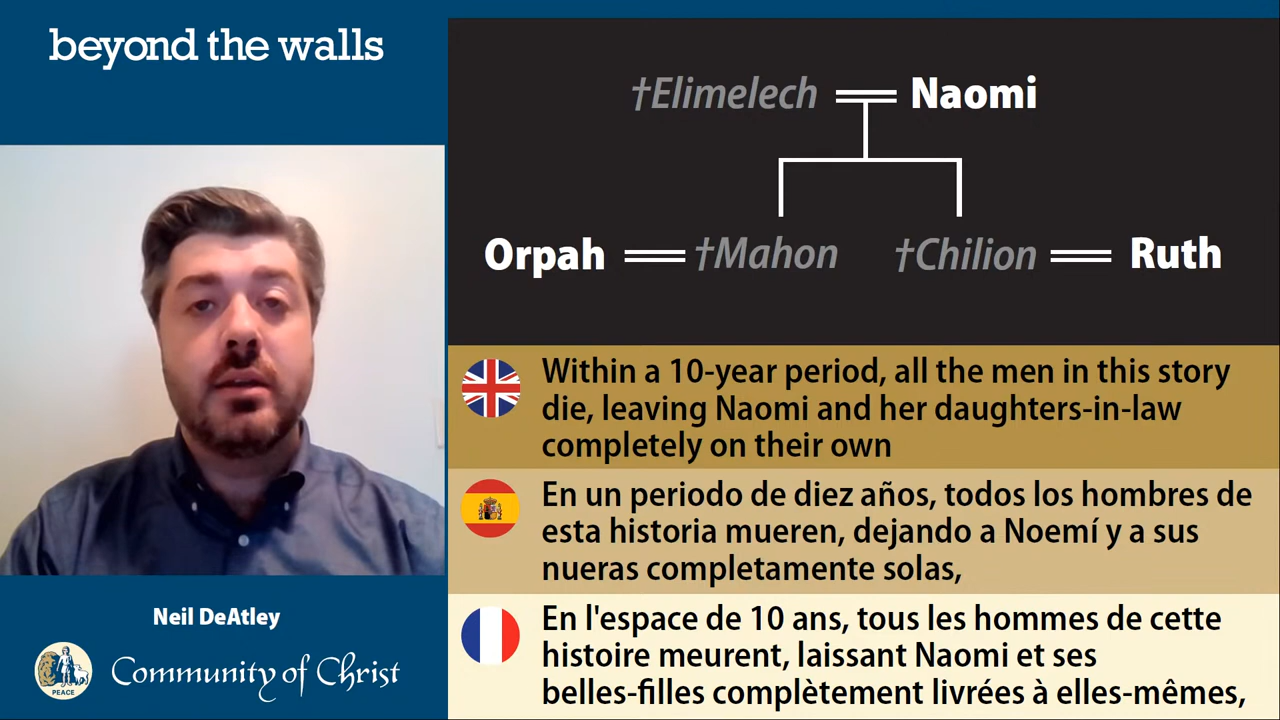 beyond the walls
†Elimelech Naomi
Orpah †Mahon †Chilion Ruth
Within a 10-year period, all the men in this story
die, leaving Naomi and her daughters-in-law
completely on their own
En un periodo de diez años, todos los hombres de
esta historia mueren, dejando a Noemí y a sus
nueras completamente solas,
En l'espace de 10 ans, tous les hommes de cette
histoire meurent, laissant Naomi et ses
belles-filles complètement livrées à elles-mêmes,
Neil DeAtley
Community of Christ
PEACE